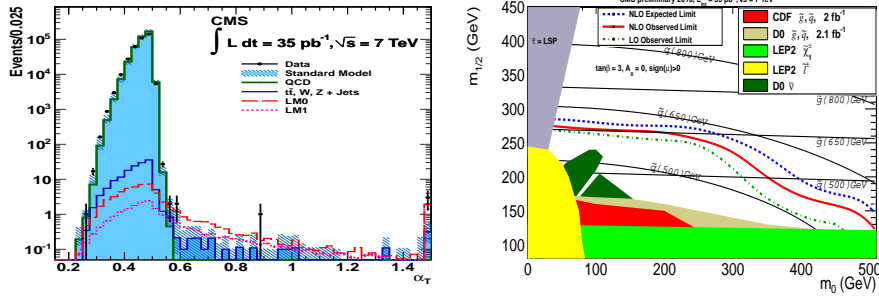 CMS
∫ L dt = 35 pb⁻¹, √s = 7 TeV
Data
Standard Model
QCD
tt̄, W, Z + Jets
LM0
LM1
Events/0.025
10⁵
10⁴
10³
10²
10
1
10⁻¹
0.2 0.4 0.6 0.8 1 1.2 1.4
α_T
NLO Expected Limit
NLO Observed Limit
LO Observed Limit
tanβ = 3, A₀ = 0, sign(μ)>0
τ̃ = LSP
CDF g̃, q̃, 2 fb⁻¹
D0 g̃, q̃, 2.1 fb⁻¹
LEP2 χ̃₁±
LEP2 l̃±
D0 ν̃
q̃(800)GeV
q̃(650)GeV
q̃(500)GeV
g̃(800)GeV
g̃(650)GeV
g̃(500)GeV
m₁/₂ (GeV)
450
400
350
300
250
200
150
100
0 100 200 300 400 500
m₀ (GeV)